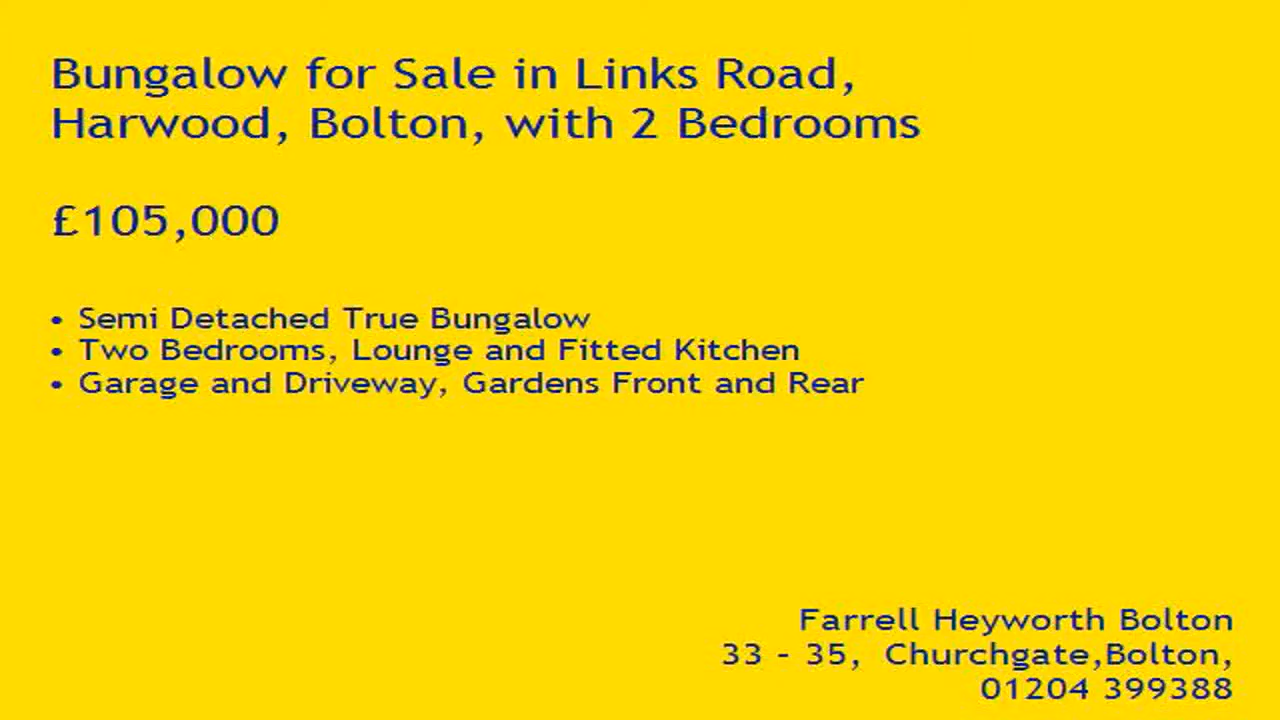 Bungalow for Sale in Links Road,
Harwood, Bolton, with 2 Bedrooms
£105,000
• Semi Detached True Bungalow
• Two Bedrooms, Lounge and Fitted Kitchen
• Garage and Driveway, Gardens Front and Rear
Farrell Heyworth Bolton
33 - 35, Churchgate,Bolton,
01204 399388